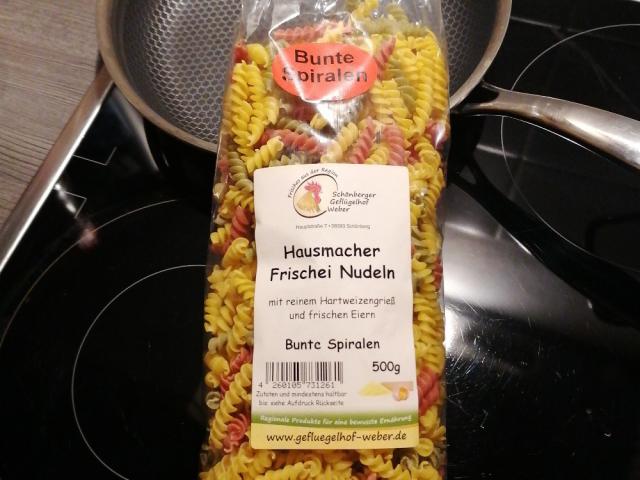 Bunte
Spiralen
Frisches aus der Region
Schönberger
Geflügelhof
Weber
Hausmacher
Frischei Nudeln
mit reinem Hartweizengrieß
und frischen Eiern
Bunte Spiralen
500g
4 260105 731261
Zutaten und mindestens haltbar
bis: siehe Aufdruck Rückseite
Regionale Produkte für eine bewusste Ernährung
www.gefluegelhof-weber.de